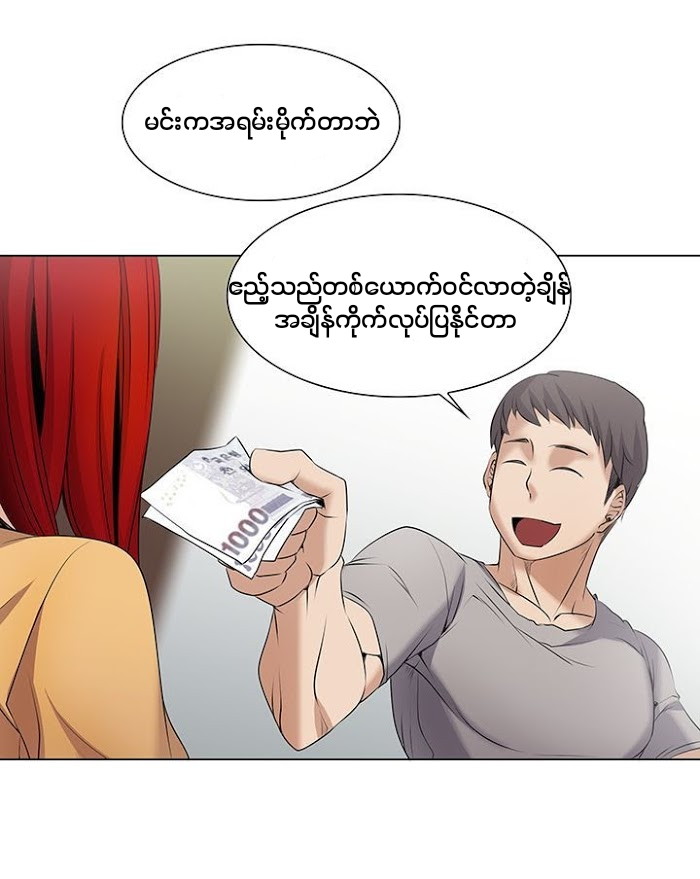 မင်းကအရမ်းမိုက်တာဘဲ
ဧည့်သည်တစ်ယောက်ဝင်လာတဲ့ချိန်
အချိန်ကိုက်လုပ်ပြနိုင်တာ
1000